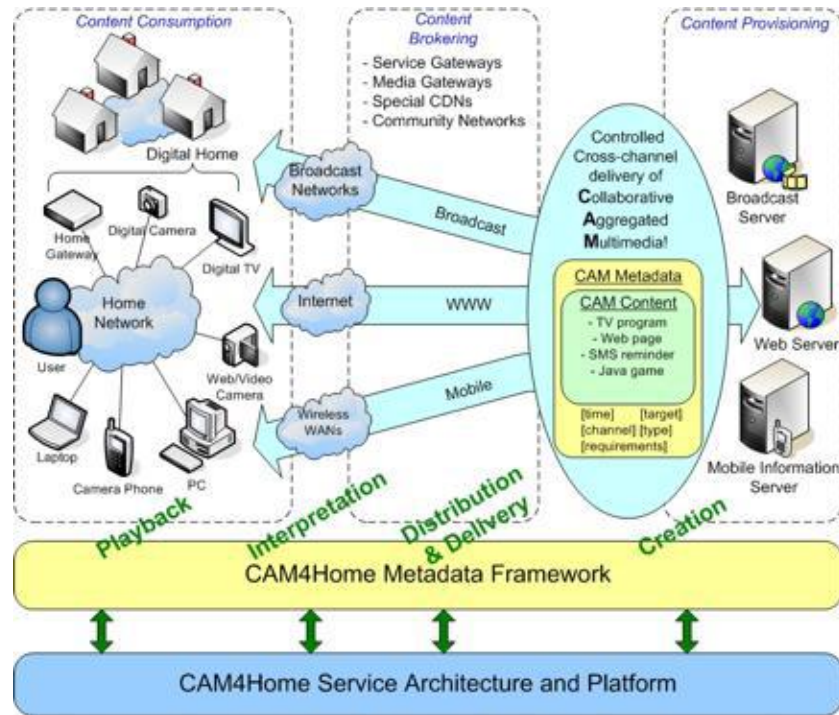 Content Consumption
Digital Home
Home
Gateway
Digital Camera
Digital TV
Home
Network
User
Web/Video
Camera
Laptop
Camera Phone
PC
Content
Brokering
- Service Gateways
- Media Gateways
- Special CDNs
- Community Networks
Broadcast
Networks
Broadcast
Internet
WWW
Wireless
WANs
Mobile
Controlled
Cross-channel
delivery of
Collaborative
Aggregated
Multimedia!
CAM Metadata
CAM Content
- TV program
- Web page
- SMS reminder
- Java game
[time] [target]
[channel] [type]
[requirements]
Content Provisioning
Broadcast
Server
Web Server
Mobile Information
Server
Playback
Interpretation
Distribution
& Delivery
Creation
CAM4Home Metadata Framework
CAM4Home Service Architecture and Platform